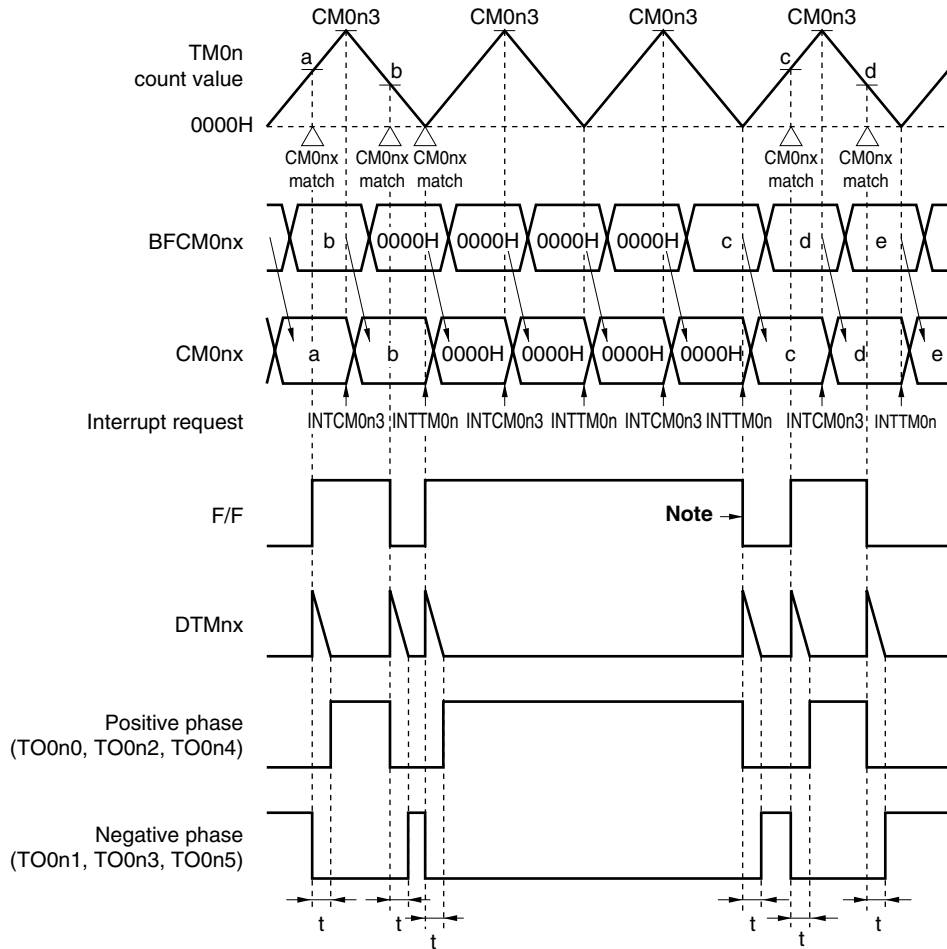 CM0n3 CM0n3 CM0n3 CM0n3
TM0n
count value
a b c d
0000H
CM0nx match
CM0nx match
CM0nx match
CM0nx match
CM0nx match
BFCM0nx b 0000H 0000H 0000H 0000H c d e
CM0nx a b 0000H 0000H 0000H 0000H c d e
Interrupt request INTCM0n3 INTTM0n INTCM0n3 INTTM0n INTCM0n3 INTTM0n INTCM0n3 INTTM0n
F/F Note
DTMnx
Positive phase
(TO0n0, TO0n2, TO0n4)
Negative phase
(TO0n1, TO0n3, TO0n5)
t t t t t t